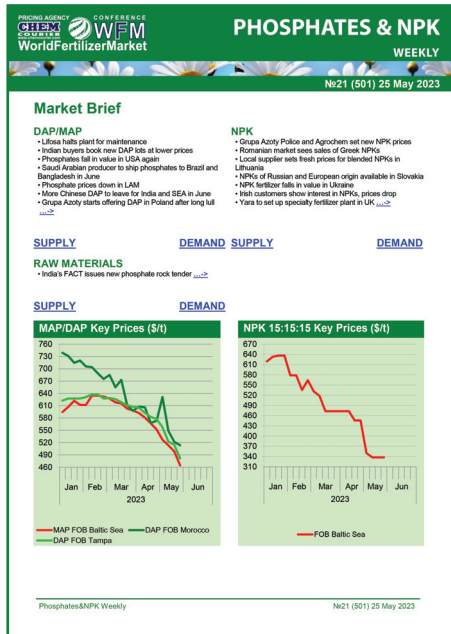 PRICING AGENCY
CHEM
COURIER
CONFERENCE
WFM
WorldFertilizerMarket
PHOSPHATES & NPK
WEEKLY
№21 (501) 25 May 2023
Market Brief
DAP/MAP
• Lifosa halts plant for maintenance
• Indian buyers book new DAP lots at lower prices
• Phosphates fall in value in USA again
• Saudi Arabian producer to ship phosphates to Brazil and
Bangladesh in June
• Phosphate prices down in LAM
• More Chinese DAP to leave for India and SEA in June
• Grupa Azoty starts offering DAP in Poland after long lull
...->
SUPPLY DEMAND
RAW MATERIALS
• India's FACT issues new phosphate rock tender ...->
SUPPLY DEMAND
NPK
• Grupa Azoty Police and Agrochem set new NPK prices
• Romanian market sees sales of Greek NPKs
• Local supplier sets fresh prices for blended NPKs in
Lithuania
• NPKs of Russian and European origin available in Slovakia
• NPK fertilizer falls in value in Ukraine
• Irish customers show interest in NPKs, prices drop
• Yara to set up specialty fertilizer plant in UK ...->
SUPPLY DEMAND
MAP/DAP Key Prices ($/t)
760
730
700
670
640
610
580
550
520
490
460
Jan Feb Mar Apr May Jun
2023
MAP FOB Baltic Sea DAP FOB Morocco
DAP FOB Tampa
NPK 15:15:15 Key Prices ($/t)
670
640
610
580
550
520
490
460
430
400
370
340
310
Jan Feb Mar Apr May Jun
2023
FOB Baltic Sea
Phosphates&NPK Weekly №21 (501) 25 May 2023